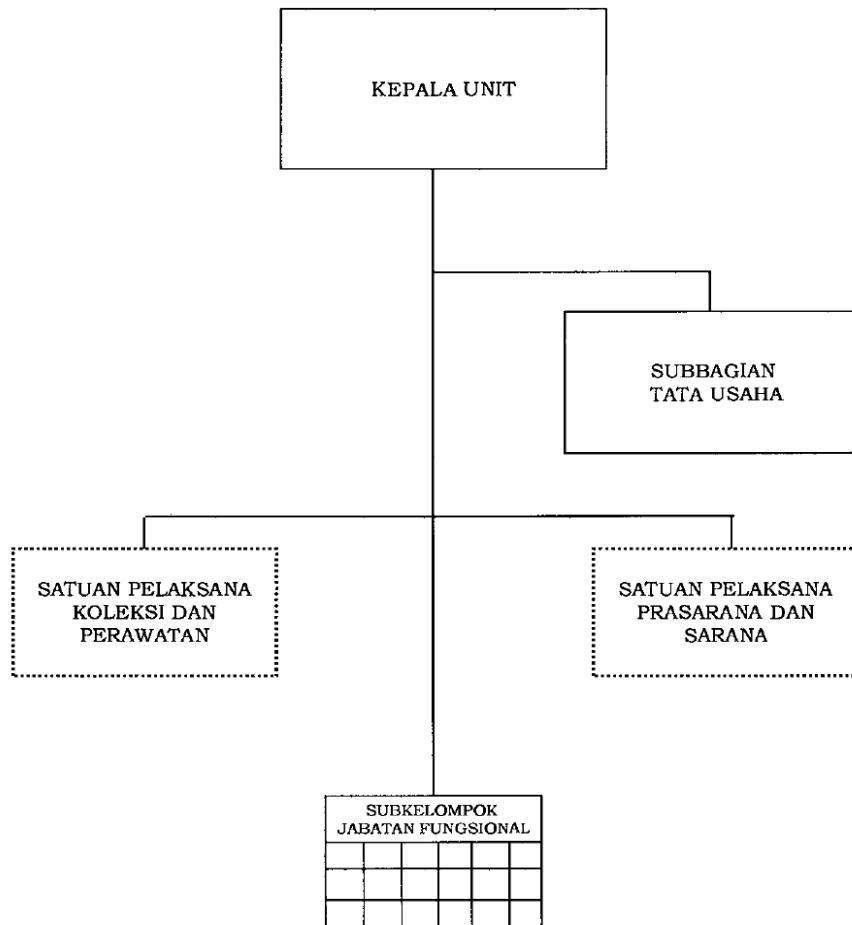 KEPALA UNIT
SUBBAGIAN
TATA USAHA
SATUAN PELAKSANA
KOLEKSI DAN
PERAWATAN
SATUAN PELAKSANA
PRASARANA DAN
SARANA
SUBKELOMPOK
JABATAN FUNGSIONAL